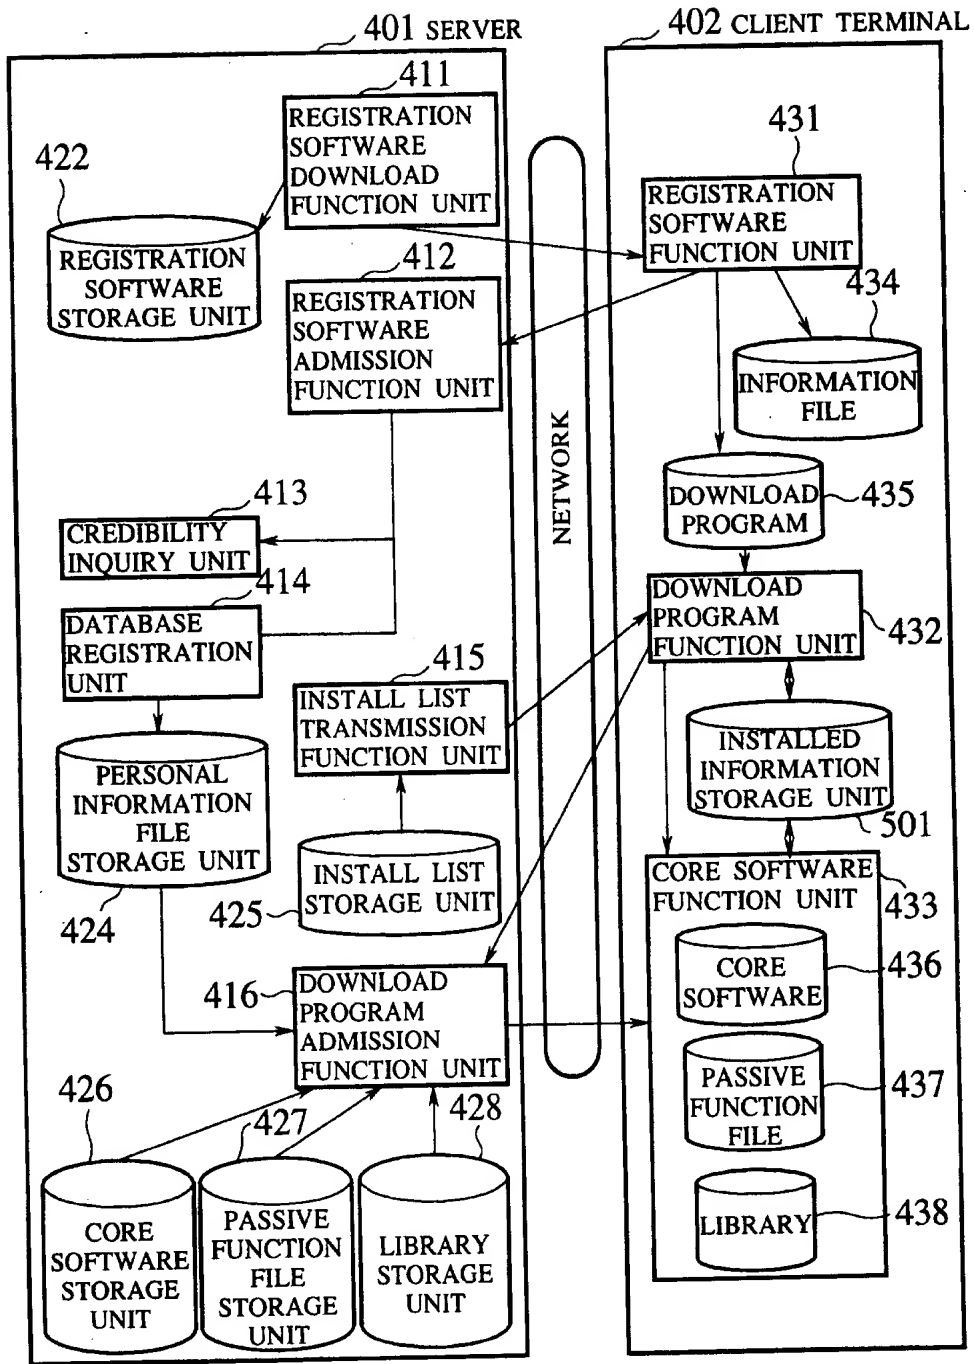 401 SERVER
402 CLIENT TERMINAL
411
REGISTRATION
SOFTWARE
DOWNLOAD
FUNCTION UNIT
422
REGISTRATION
SOFTWARE
STORAGE UNIT
412
REGISTRATION
SOFTWARE
ADMISSION
FUNCTION UNIT
413
CREDIBILITY
INQUIRY UNIT
414
DATABASE
REGISTRATION
UNIT
415
INSTALL LIST
TRANSMISSION
FUNCTION UNIT
PERSONAL
INFORMATION
FILE
STORAGE UNIT
424
INSTALL LIST
STORAGE UNIT
425
416
DOWNLOAD
PROGRAM
ADMISSION
FUNCTION UNIT
426
CORE
SOFTWARE
STORAGE
UNIT
427
PASSIVE
FUNCTION
FILE
STORAGE
UNIT
428
LIBRARY
STORAGE
UNIT
NETWORK
431
REGISTRATION
SOFTWARE
FUNCTION UNIT
434
INFORMATION
FILE
DOWNLOAD
PROGRAM
435
DOWNLOAD
PROGRAM
FUNCTION UNIT
432
INSTALLED
INFORMATION
STORAGE UNIT
501
CORE SOFTWARE
FUNCTION UNIT
433
CORE
SOFTWARE
436
PASSIVE
FUNCTION
FILE
437
LIBRARY
438